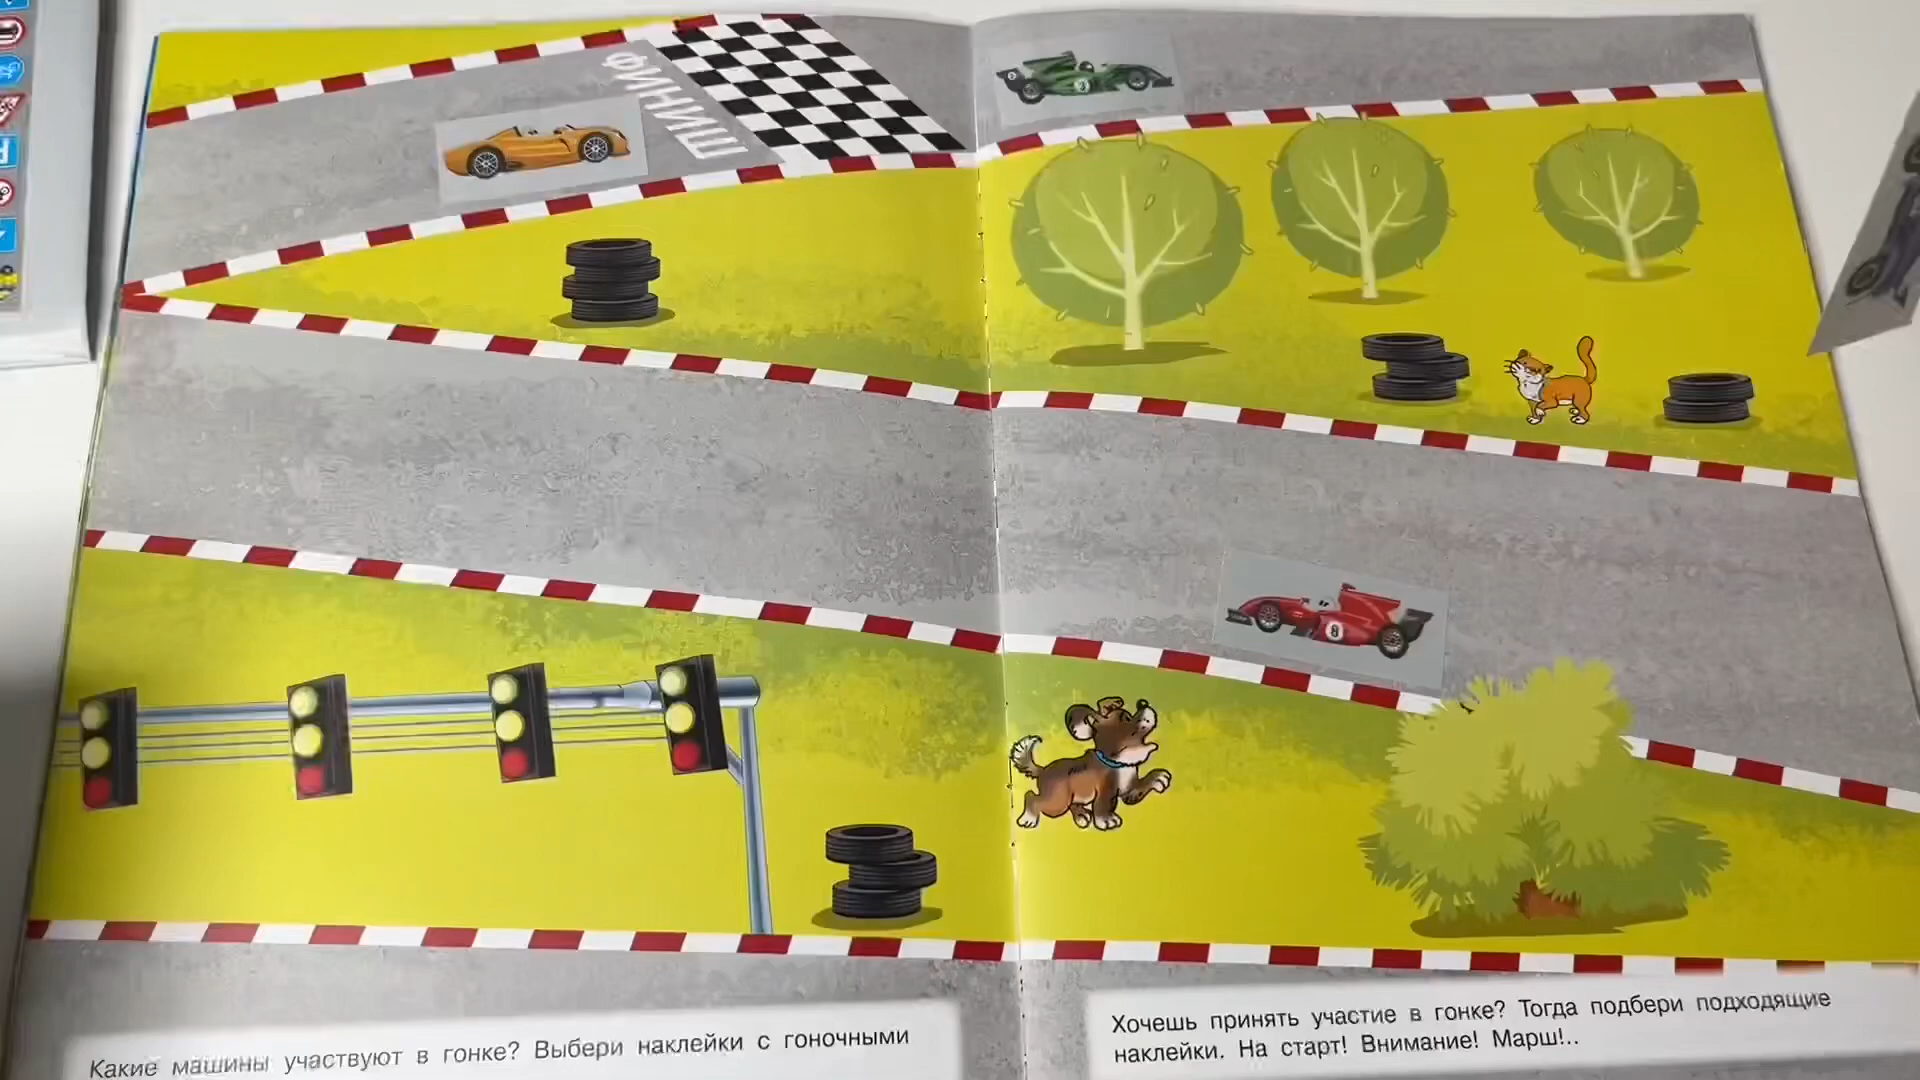 ФИНИШ
Какие машины участвуют в гонке? Выбери наклейки с гоночными
Хочешь принять участие в гонке? Тогда подбери подходящие
наклейки. На старт! Внимание! Марш!..